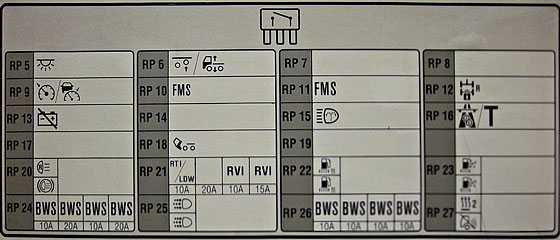 RP 5
RP 6
RP 7
RP 8
RP 9
RP 10 FMS
RP 11 FMS
RP 12 R
RP 13
RP 14
RP 15
RP 16 T
RP 17
RP 18
RP 19
RP 20
RP 21 RTI/LDW RVI RVI
10A 20A 10A 15A
RP 22
RP 23
RP 24 BWS BWS BWS BWS
10A 20A 10A 20A
RP 25
RP 26 BWS BWS BWS BWS
10A 10A 10A 10A
RP 27 2